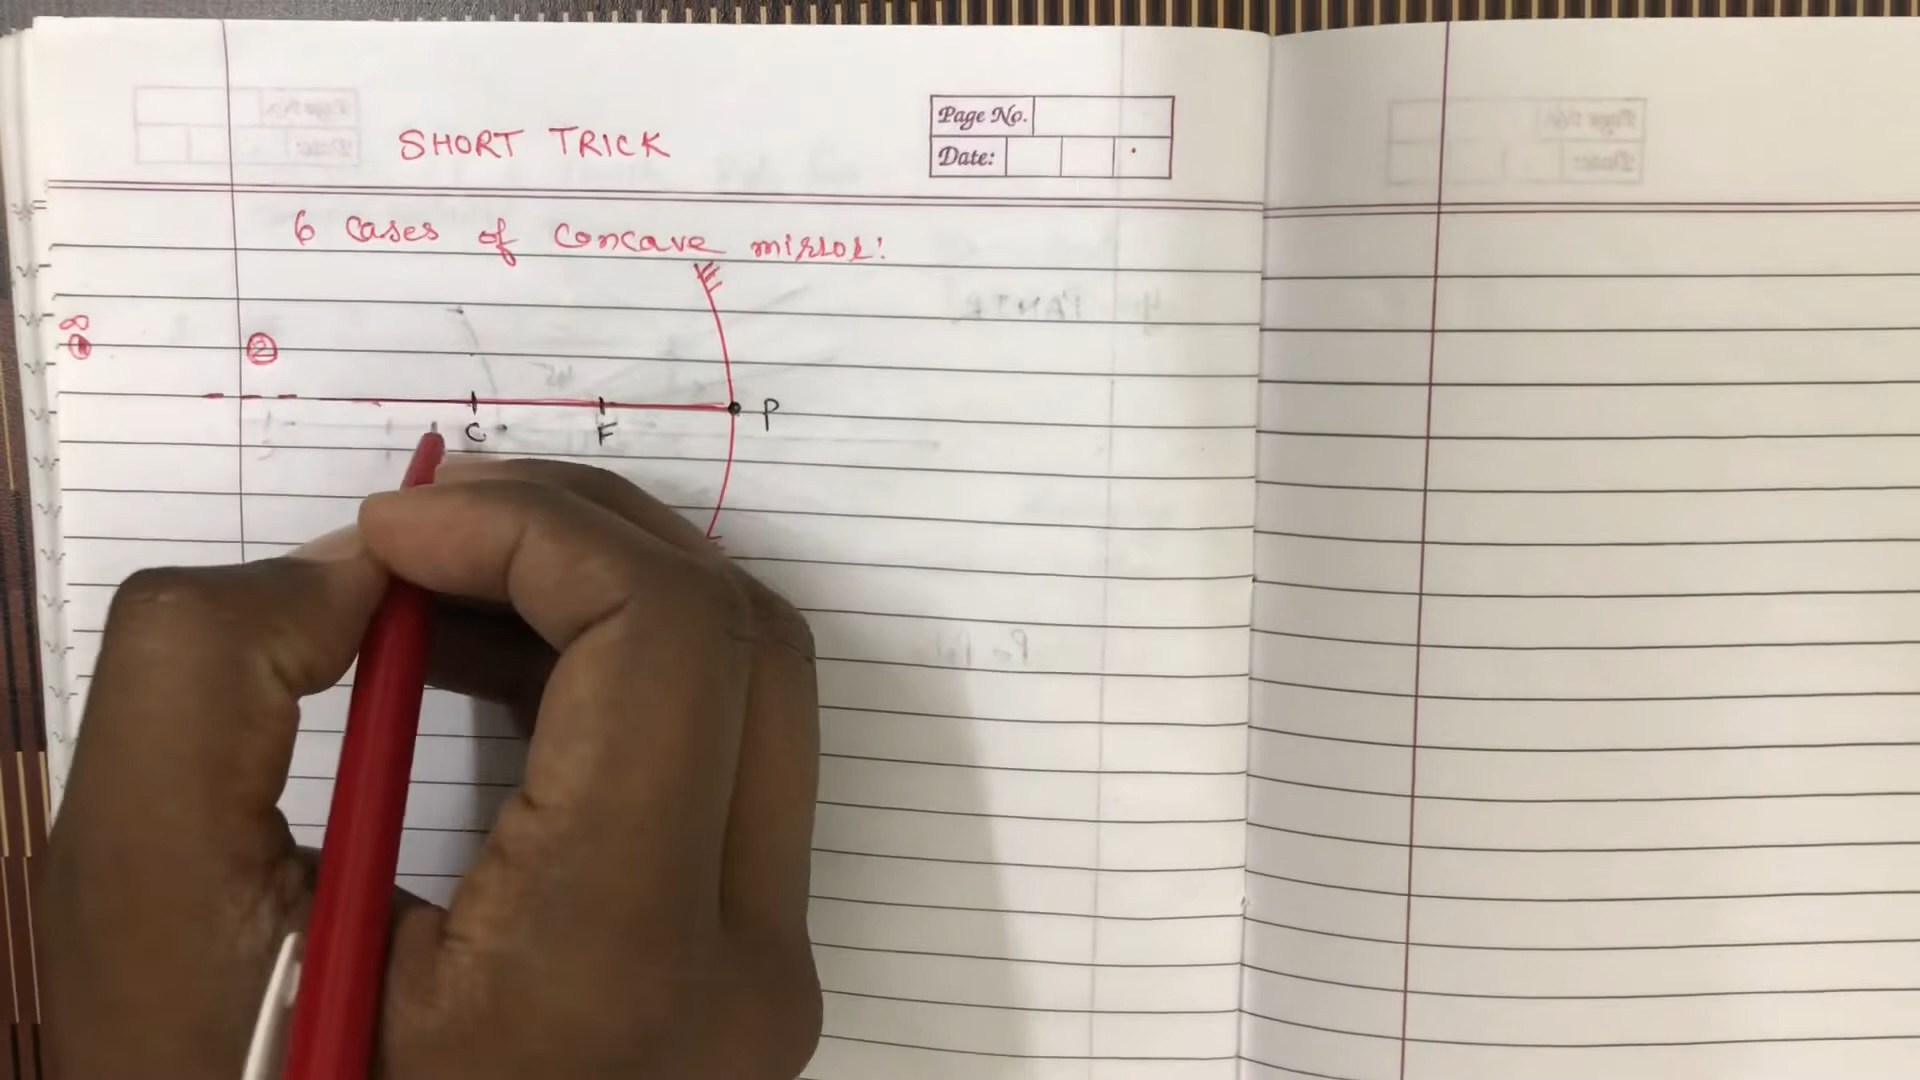 Page No.
Date:
SHORT TRICK
6 cases of concave mirror:
∞
1 2
C F P